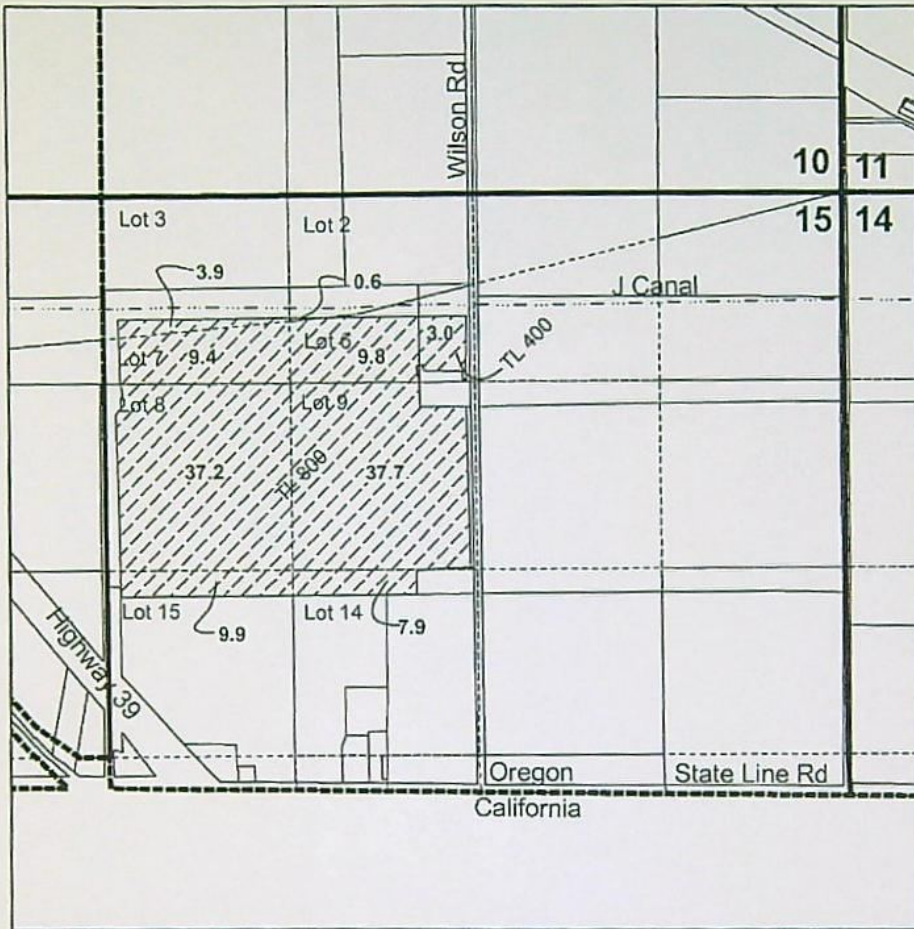 Wilson Rd
10
11
15
14
Lot 3
Lot 2
3.9
0.6
J Canal
Lot 7
9.4
Lot 6
9.8
3.0
TL 400
Lot 8
Lot 9
37.2
TL 800
37.7
Lot 15
9.9
Lot 14
7.9
Highway 39
Oregon
State Line Rd
California